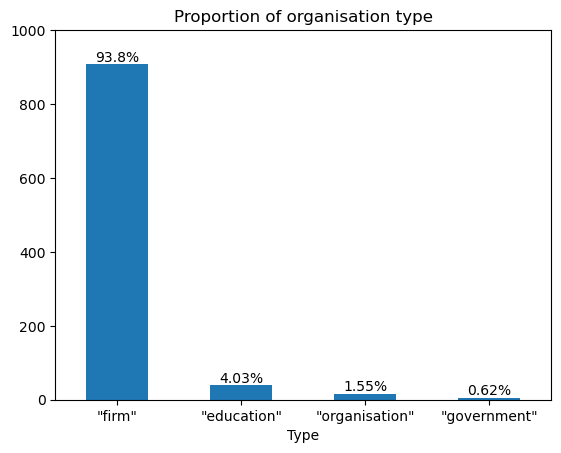 Proportion of organisation type
1000
800
600
400
200
0
93.8%
4.03%
1.55%
0.62%
"firm"
"education"
"organisation"
"government"
Type